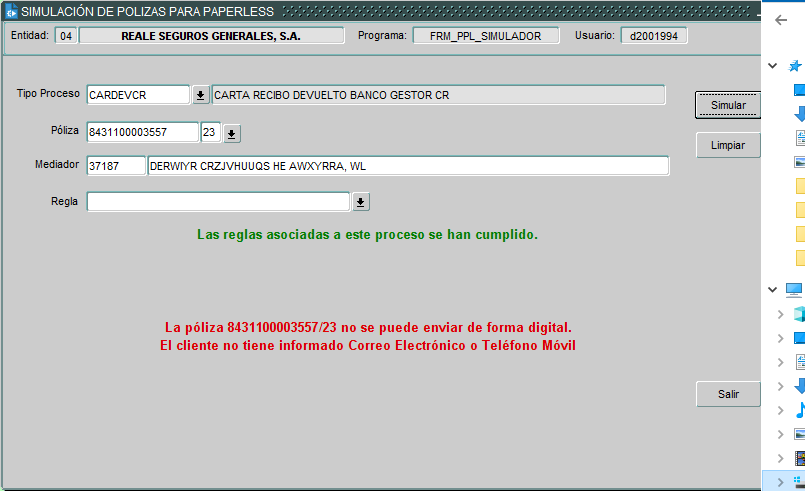 SIMULACIÓN DE POLIZAS PARA PAPERLESS
Entidad: 04 REALE SEGUROS GENERALES, S.A. Programa: FRM_PPL_SIMULADOR Usuario: d2001994
Tipo Proceso CARDEVCR CARTA RECIBO DEVUELTO BANCO GESTOR CR
Simular
Póliza 8431100003557 23
Limpiar
Mediador 37187 DERWIYR CRZJVHUUQS HE AWXYRRA, WL
Regla
Las reglas asociadas a este proceso se han cumplido.
La póliza 8431100003557/23 no se puede enviar de forma digital.
El cliente no tiene informado Correo Electrónico o Teléfono Móvil
Salir